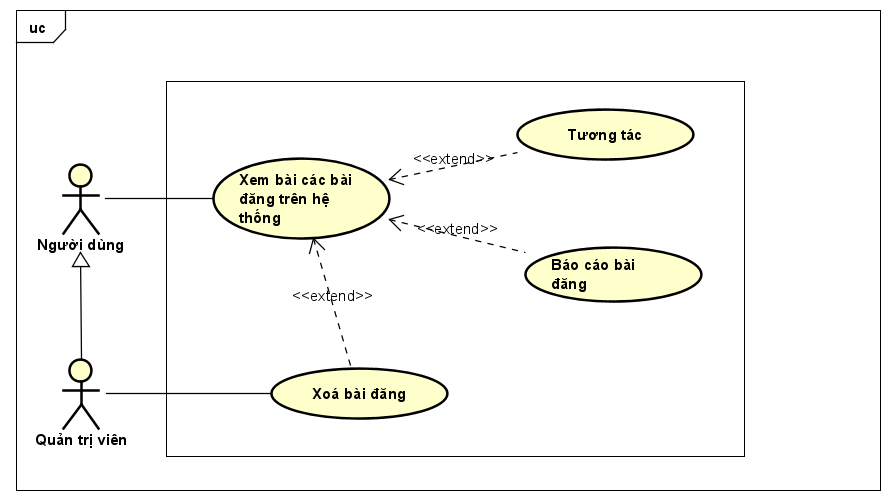 uc
Tương tác
<<extend>>
Xem bài các bài
đăng trên hệ
thống
<<extend>>
Người dùng
Báo cáo bài
đăng
<<extend>>
Xoá bài đăng
Quản trị viên